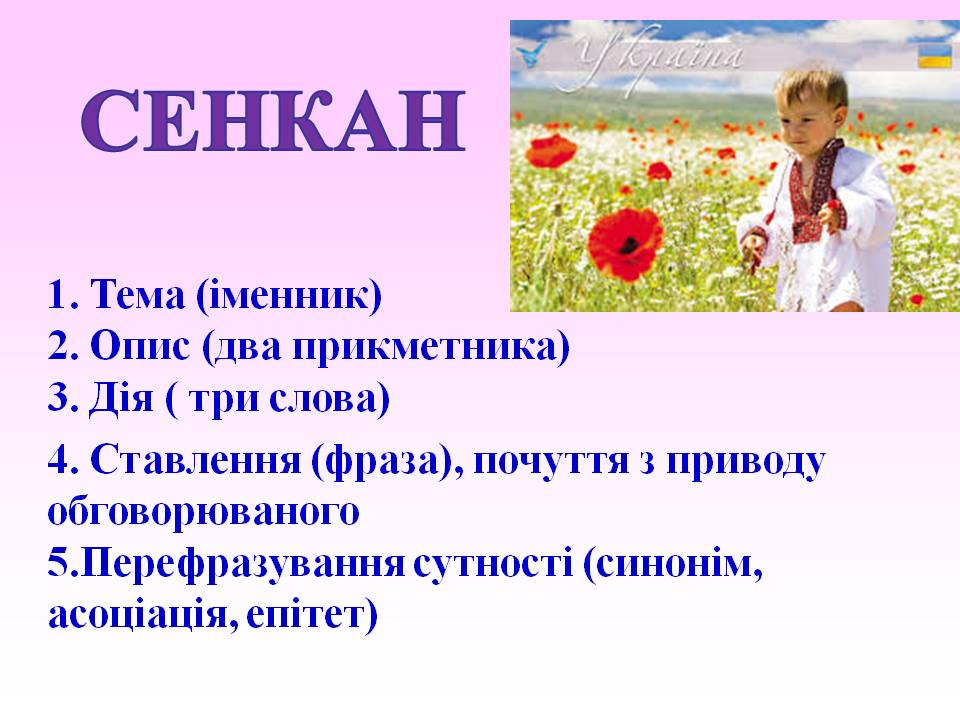 Україна
СЕНКАН
1. Тема (іменник)
2. Опис (два прикметника)
3. Дія ( три слова)
4. Ставлення (фраза), почуття з приводу
обговорюваного
5.Перефразування сутності (синонім,
асоціація, епітет)